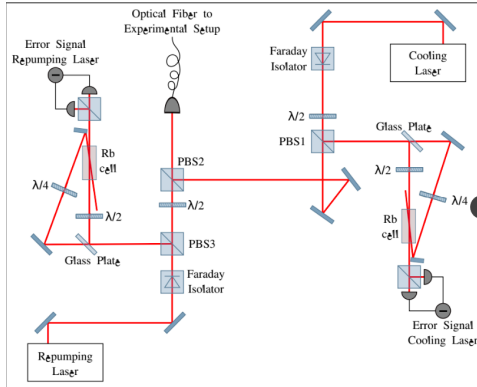 Optical Fiber to
Experimental Setup
Error Signal
Repumping Laser
Faraday
Isolator
Cooling
Laser
λ/2
PBS1
Glass Plate
Rb
cell
λ/4
λ/2
PBS2
λ/2
PBS3
Glass Plate
Faraday
Isolator
Repumping
Laser
λ/2
λ/4
Rb
cell
Error Signal
Cooling Laser